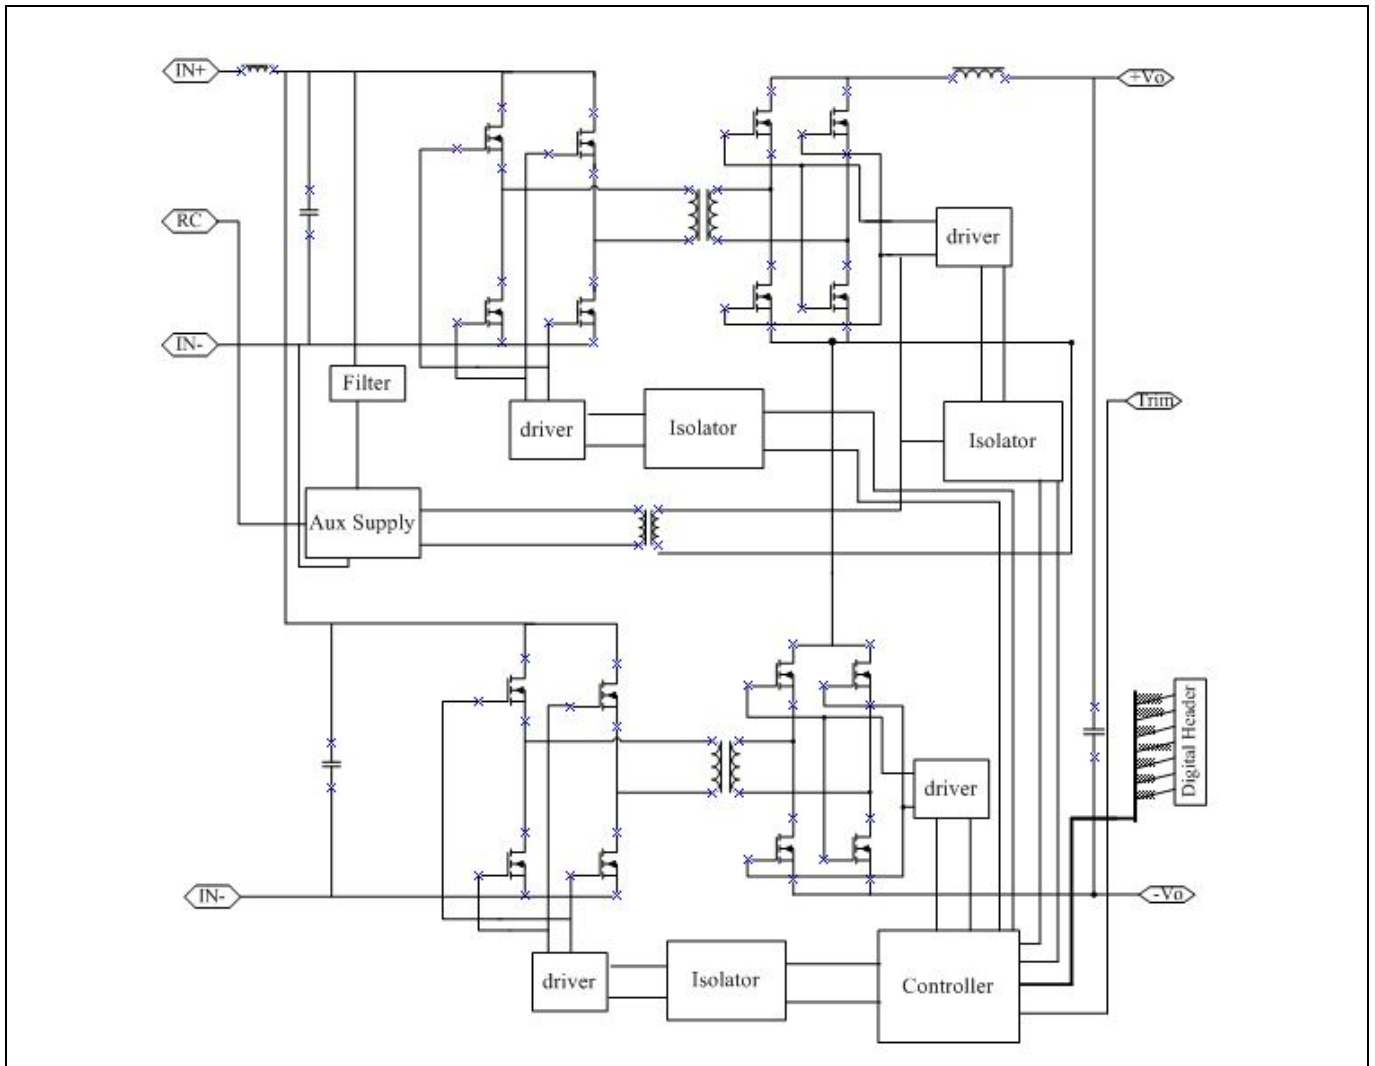 IN+
+Vo
RC
driver
IN-
Filter
Trim
driver
Isolator
Isolator
Aux Supply
Digital Header
driver
IN-
-Vo
driver
Isolator
Controller